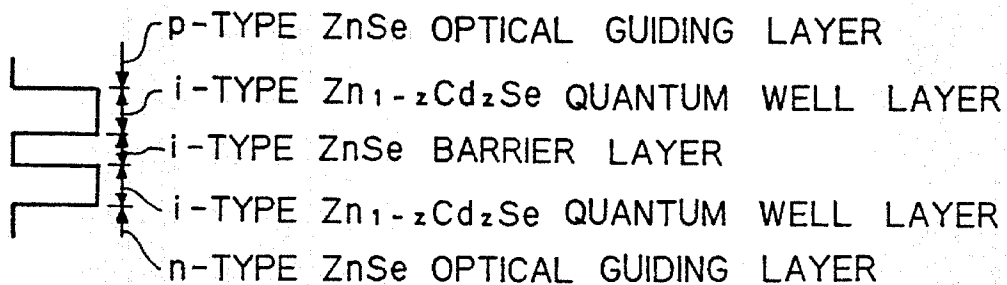 p-TYPE ZnSe OPTICAL GUIDING LAYER
i-TYPE Zn₁₋zCdzSe QUANTUM WELL LAYER
i-TYPE ZnSe BARRIER LAYER
i-TYPE Zn₁₋zCdzSe QUANTUM WELL LAYER
n-TYPE ZnSe OPTICAL GUIDING LAYER